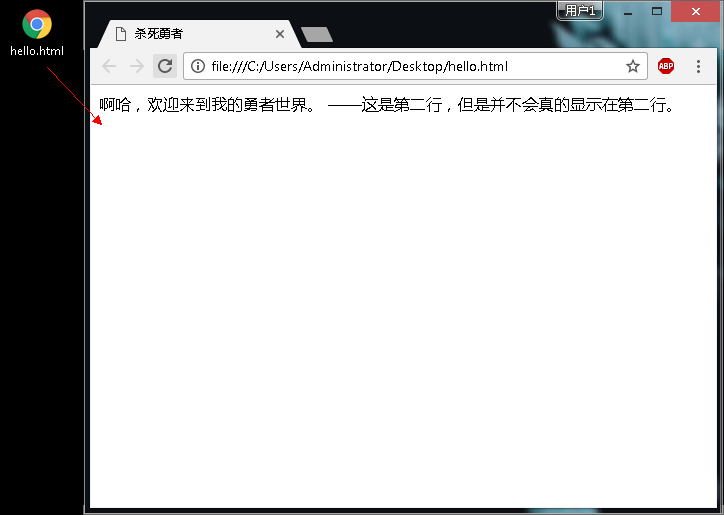 用户1
杀死勇者
hello.html
file:///C:/Users/Administrator/Desktop/hello.html
ABP
啊哈，欢迎来到我的勇者世界。 ——这是第二行，但是并不会真的显示在第二行。